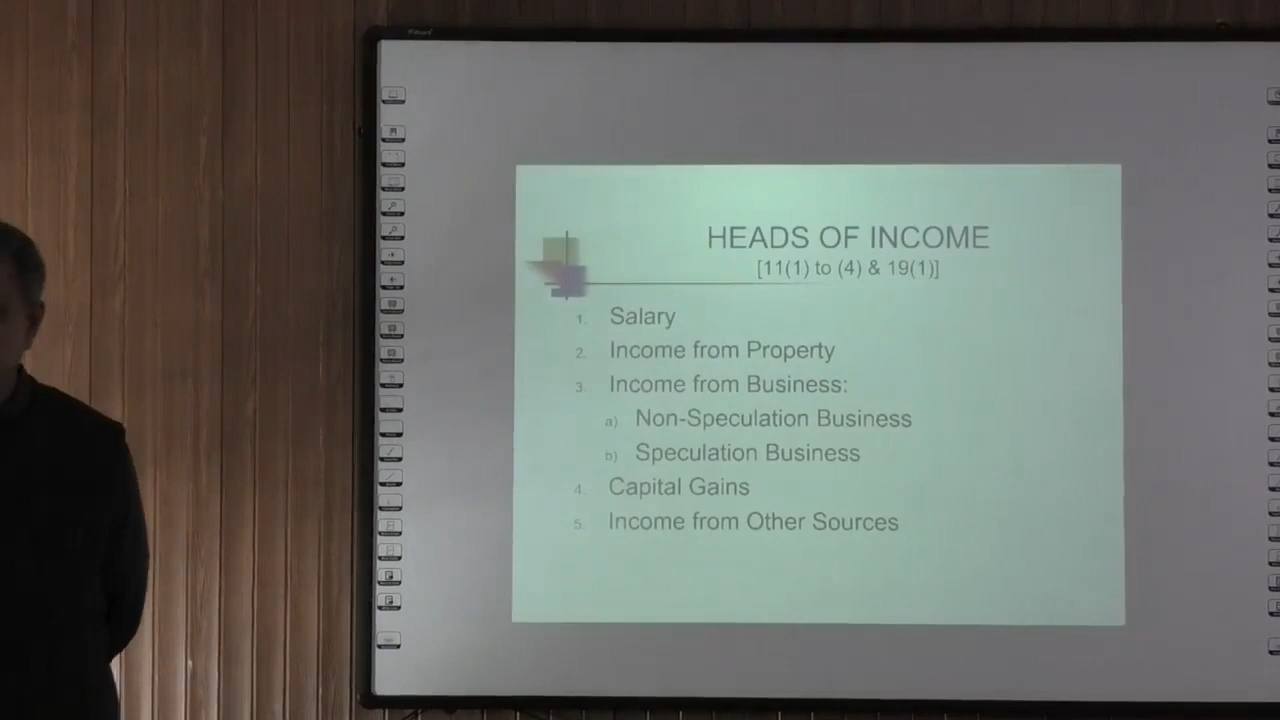 HEADS OF INCOME
[11(1) to (4) & 19(1)]
1. Salary
2. Income from Property
3. Income from Business:
a) Non-Speculation Business
b) Speculation Business
4. Capital Gains
5. Income from Other Sources